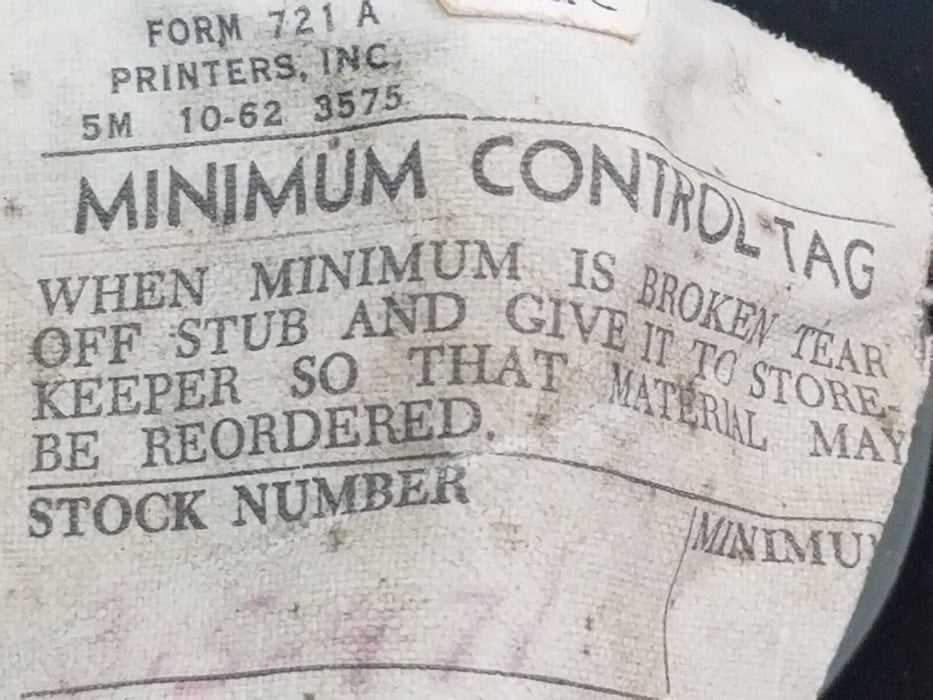 FORM 721 A
PRINTERS, INC.
5M 10-62 3575
MINIMUM CONTROL TAG
WHEN MINIMUM IS BROKEN TEAR
OFF STUB AND GIVE IT TO STORE-
KEEPER SO THAT MATERIAL MAY
BE REORDERED.
STOCK NUMBER
MINIMU